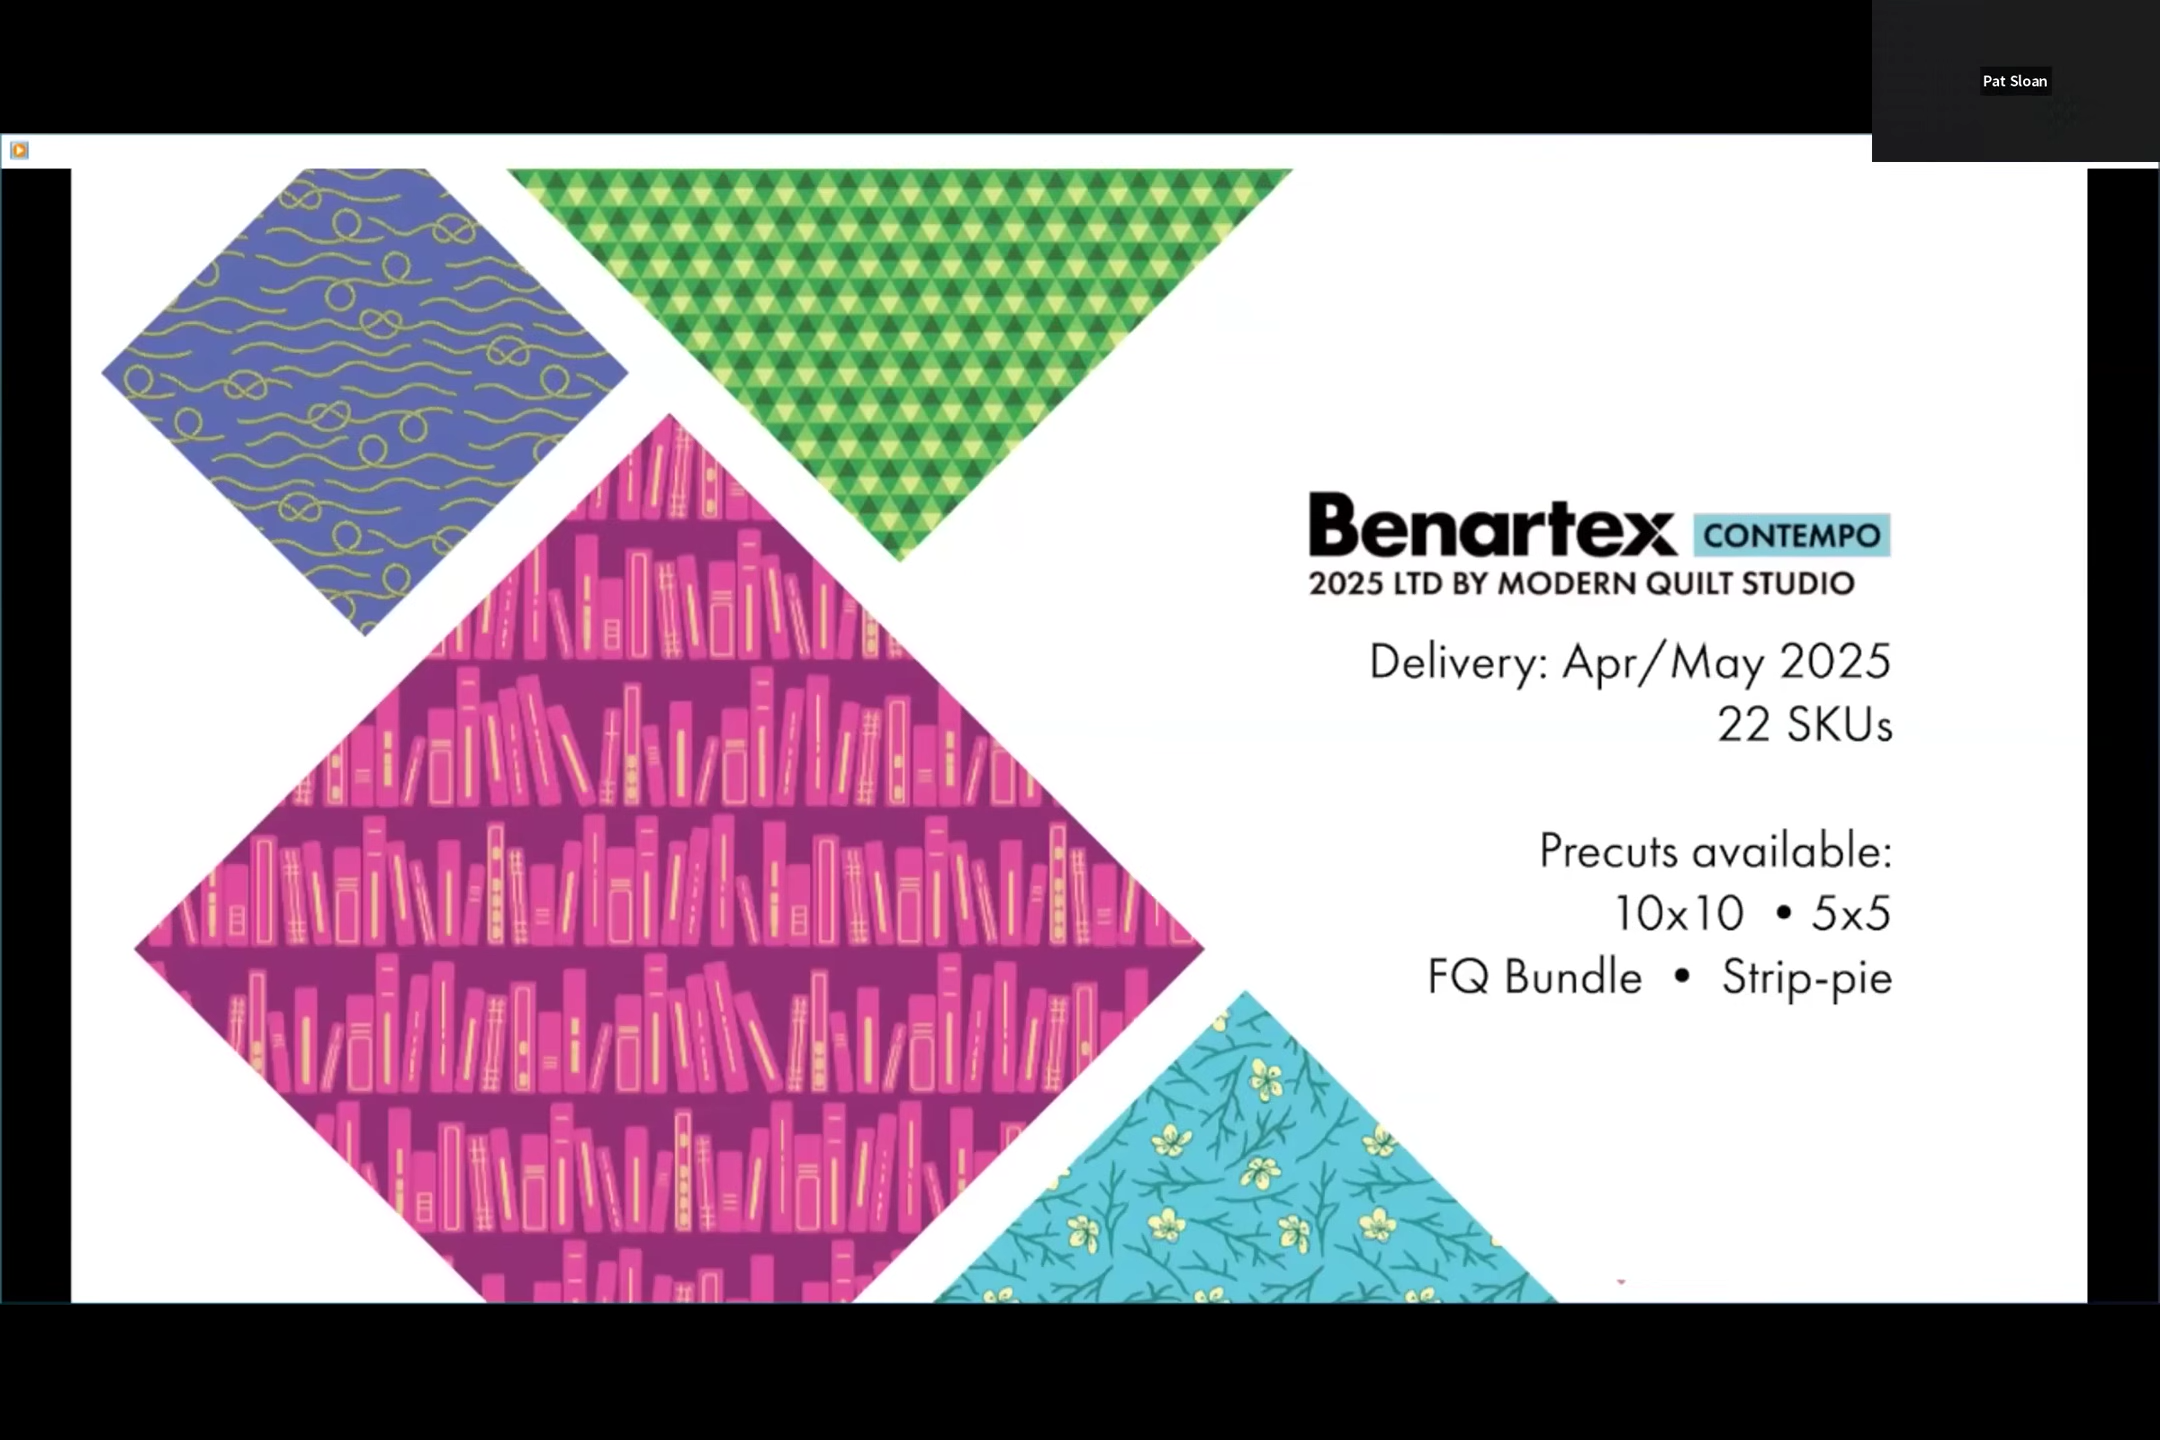 Pat Sloan
Benartex CONTEMPO
2025 LTD BY MODERN QUILT STUDIO
Delivery: Apr/May 2025
22 SKUs
Precuts available:
10x10 • 5x5
FQ Bundle • Strip-pie